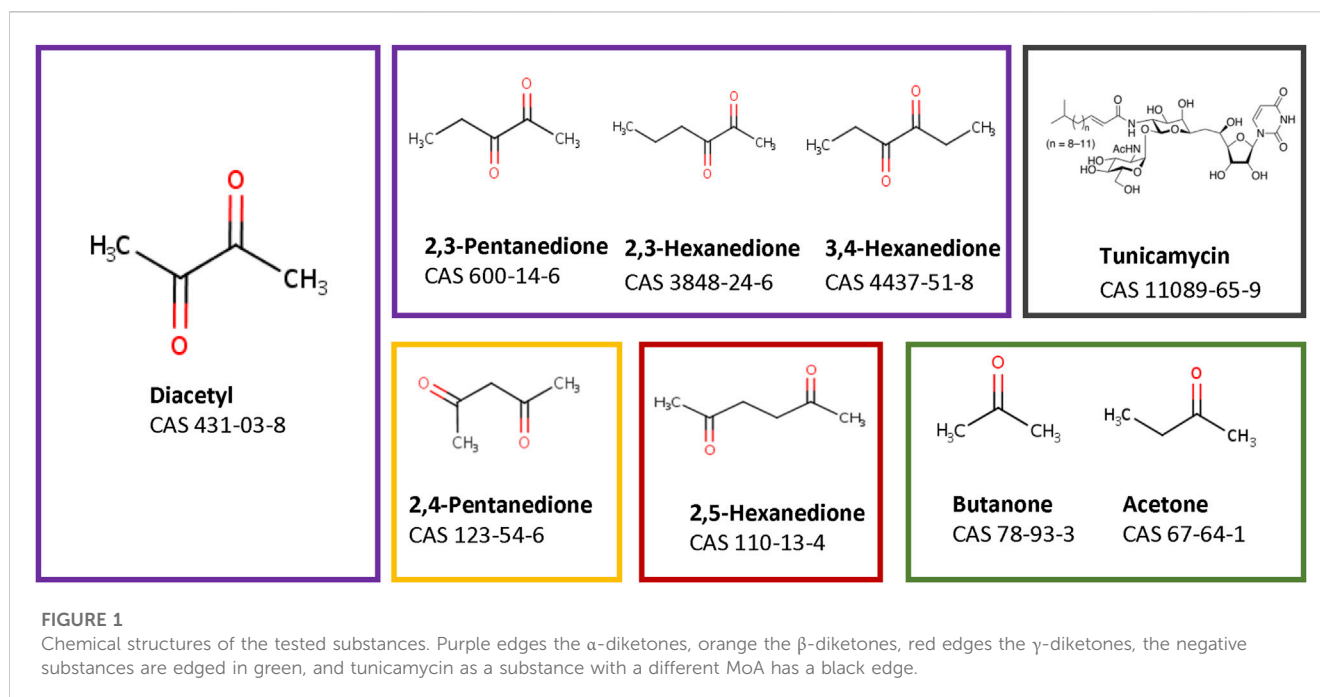 H₃C
O
O
CH₃
Diacetyl
CAS 431-03-8
H₃C
O
O
CH₃
2,3-Pentanedione
CAS 600-14-6
H₃C
O
O
CH₃
2,3-Hexanedione
CAS 3848-24-6
H₃C
O
O
CH₃
3,4-Hexanedione
CAS 4437-51-8
O
HO OH
O
HN
H
n
(n = 8–11)
O
O
OH
N
NH
O
O
AcHN
HO
HO
O
OH
HO OH
Tunicamycin
CAS 11089-65-9
O
CH₃
CH₃
O
2,4-Pentanedione
CAS 123-54-6
H₃C
O
O
CH₃
2,5-Hexanedione
CAS 110-13-4
O
H₃C
CH₃
Butanone
CAS 78-93-3
O
H₃C
CH₃
Acetone
CAS 67-64-1
FIGURE 1
Chemical structures of the tested substances. Purple edges the α-diketones, orange the β-diketones, red edges the γ-diketones, the negative
substances are edged in green, and tunicamycin as a substance with a different MoA has a black edge.